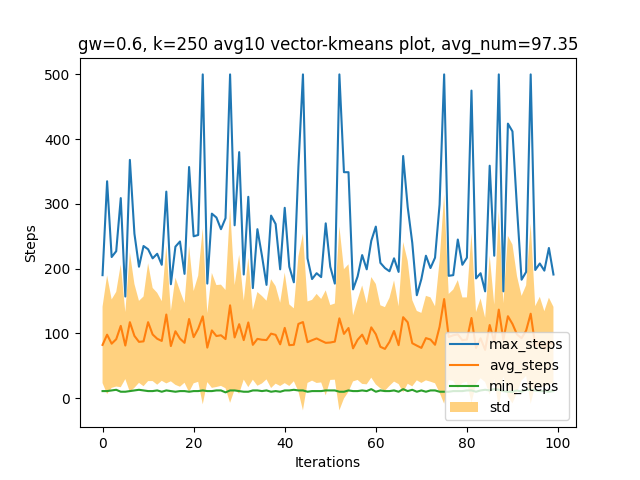 gw=0.6, k=250 avg10 vector-kmeans plot, avg_num=97.35
500
400
300
200
100
0
Steps
max_steps
avg_steps
min_steps
std
0
20
40
60
80
100
Iterations